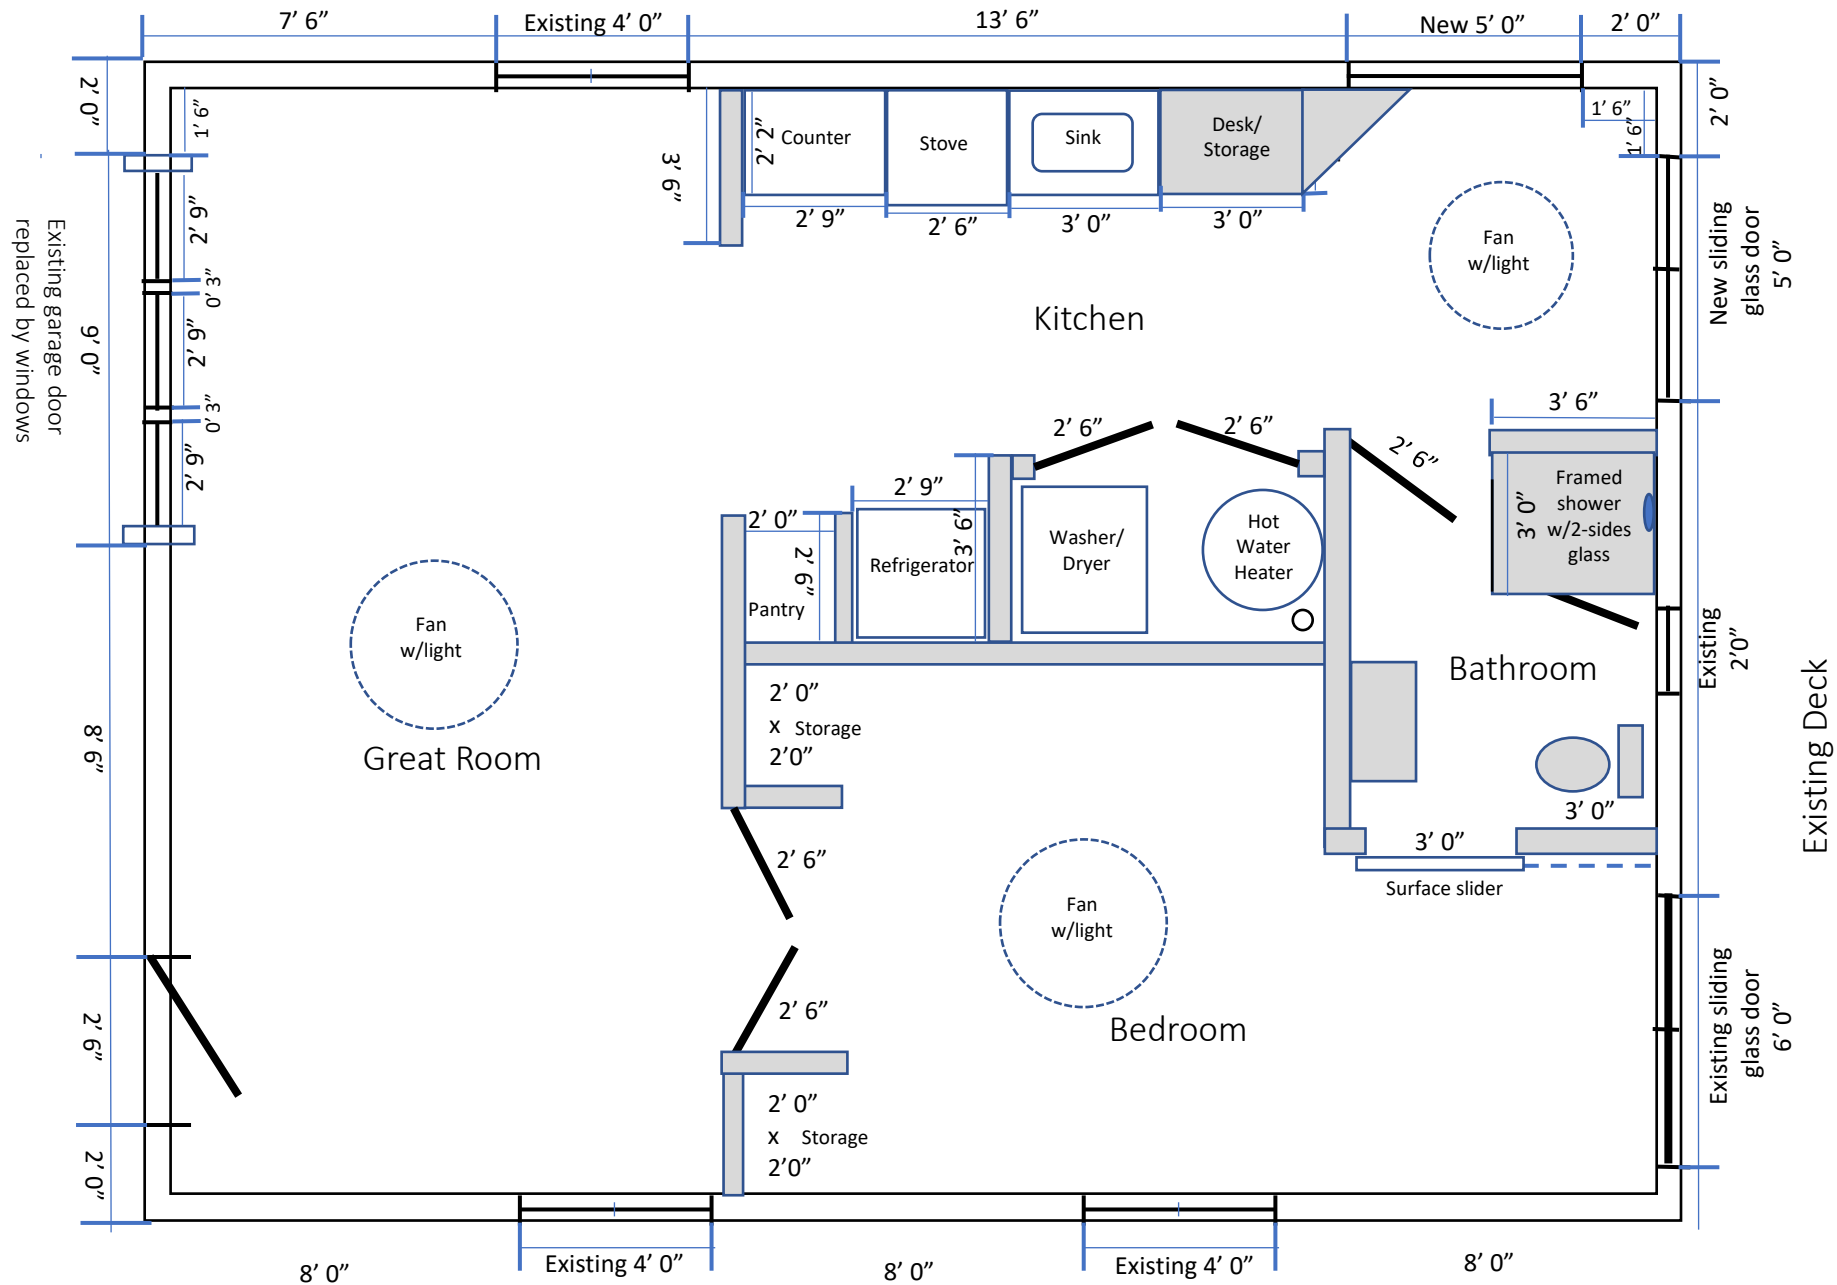 7’ 6”
Existing 4’ 0”
13’ 6”
New 5’ 0”
2’ 0”
2’ 0”
1’ 6”
2’ 9”
0’ 3”
2’ 9”
0’ 3”
2’ 9”
9’ 0”
Existing garage door
replaced by windows
8’ 6”
2’ 6”
2’ 0”
3’ 9”
2’ 2”
Counter
Stove
Sink
Desk/
Storage
2’ 9”
2’ 6”
3’ 0”
3’ 0”
1’ 6”
1’ 6”
2’ 0”
Fan
w/light
New sliding
glass door
5’ 0”
Kitchen
2’ 6”
2’ 6”
2’ 6”
3’ 6”
2’ 9”
2’ 0”
3’ 6”
2’ 6”
Refrigerator
Pantry
Washer/
Dryer
Hot
Water
Heater
3’ 0”
Framed
shower
w/2-sides
glass
Fan
w/light
Great Room
2’ 0”
x Storage
2’0”
Bathroom
Existing
2’0”
Existing Deck
3’ 0”
3’ 0”
Surface slider
2’ 6”
2’ 6”
Fan
w/light
Bedroom
Existing sliding
glass door
6’ 0”
2’ 0”
x Storage
2’0”
8’ 0”
Existing 4’ 0”
8’ 0”
Existing 4’ 0”
8’ 0”